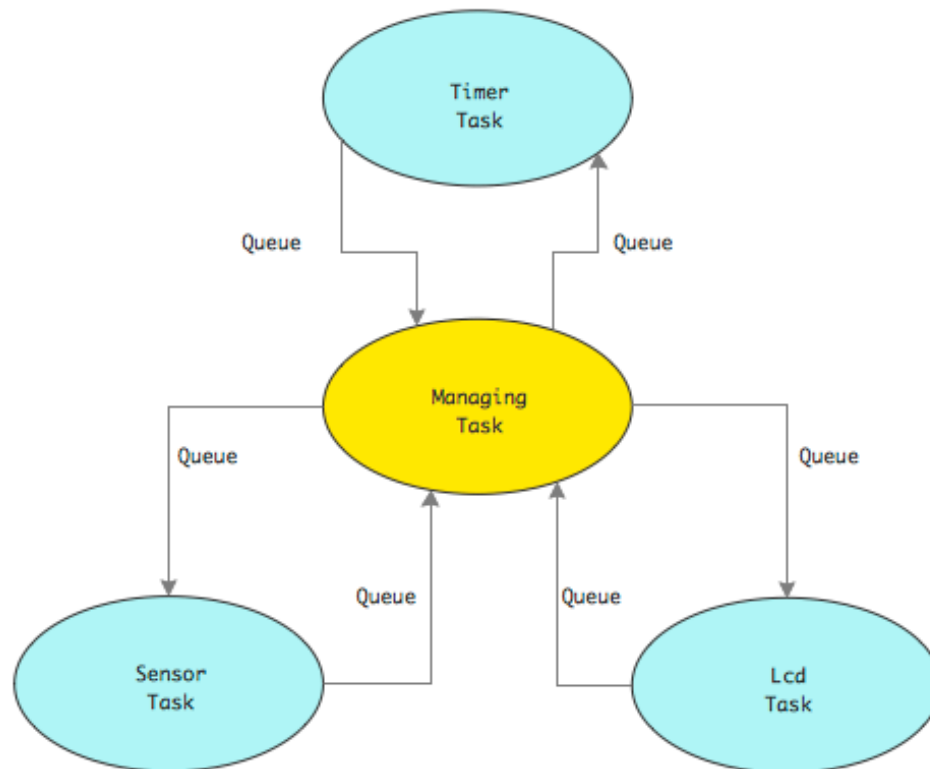 Timer
Task
Queue
Queue
Managing
Task
Queue
Queue
Queue
Queue
Sensor
Task
Lcd
Task